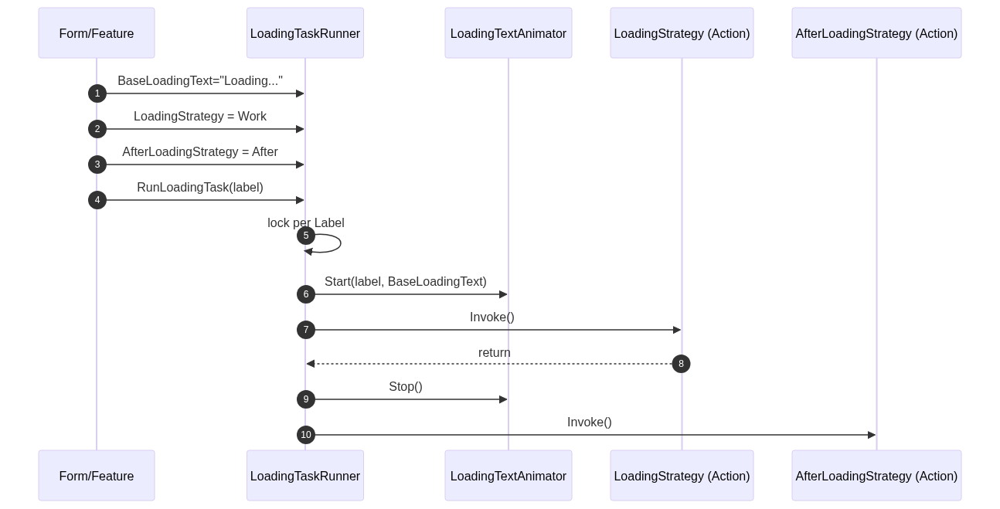 Form/Feature
LoadingTaskRunner
LoadingTextAnimator
LoadingStrategy (Action)
AfterLoadingStrategy (Action)
BaseLoadingText="Loading..."
1
LoadingStrategy = Work
2
AfterLoadingStrategy = After
3
RunLoadingTask(label)
4
lock per Label
5
Start(label, BaseLoadingText)
6
Invoke()
7
return
8
Stop()
9
Invoke()
10
Form/Feature
LoadingTaskRunner
LoadingTextAnimator
LoadingStrategy (Action)
AfterLoadingStrategy (Action)